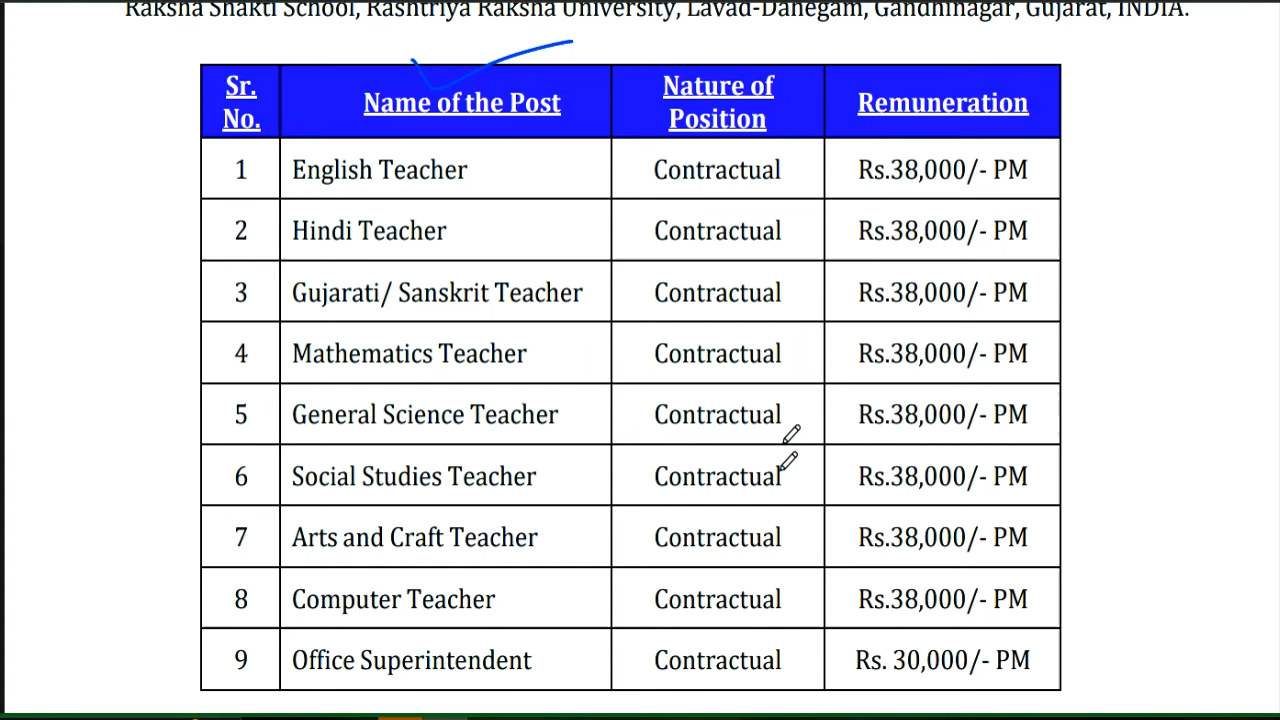 Raksha Shakti School, Rashtriya Raksha University, Lavad-Dahegam, Gandhinagar, Gujarat, INDIA.
Sr. No. Name of the Post Nature of Position Remuneration
1 English Teacher Contractual Rs.38,000/- PM
2 Hindi Teacher Contractual Rs.38,000/- PM
3 Gujarati/ Sanskrit Teacher Contractual Rs.38,000/- PM
4 Mathematics Teacher Contractual Rs.38,000/- PM
5 General Science Teacher Contractual Rs.38,000/- PM
6 Social Studies Teacher Contractual Rs.38,000/- PM
7 Arts and Craft Teacher Contractual Rs.38,000/- PM
8 Computer Teacher Contractual Rs.38,000/- PM
9 Office Superintendent Contractual Rs. 30,000/- PM